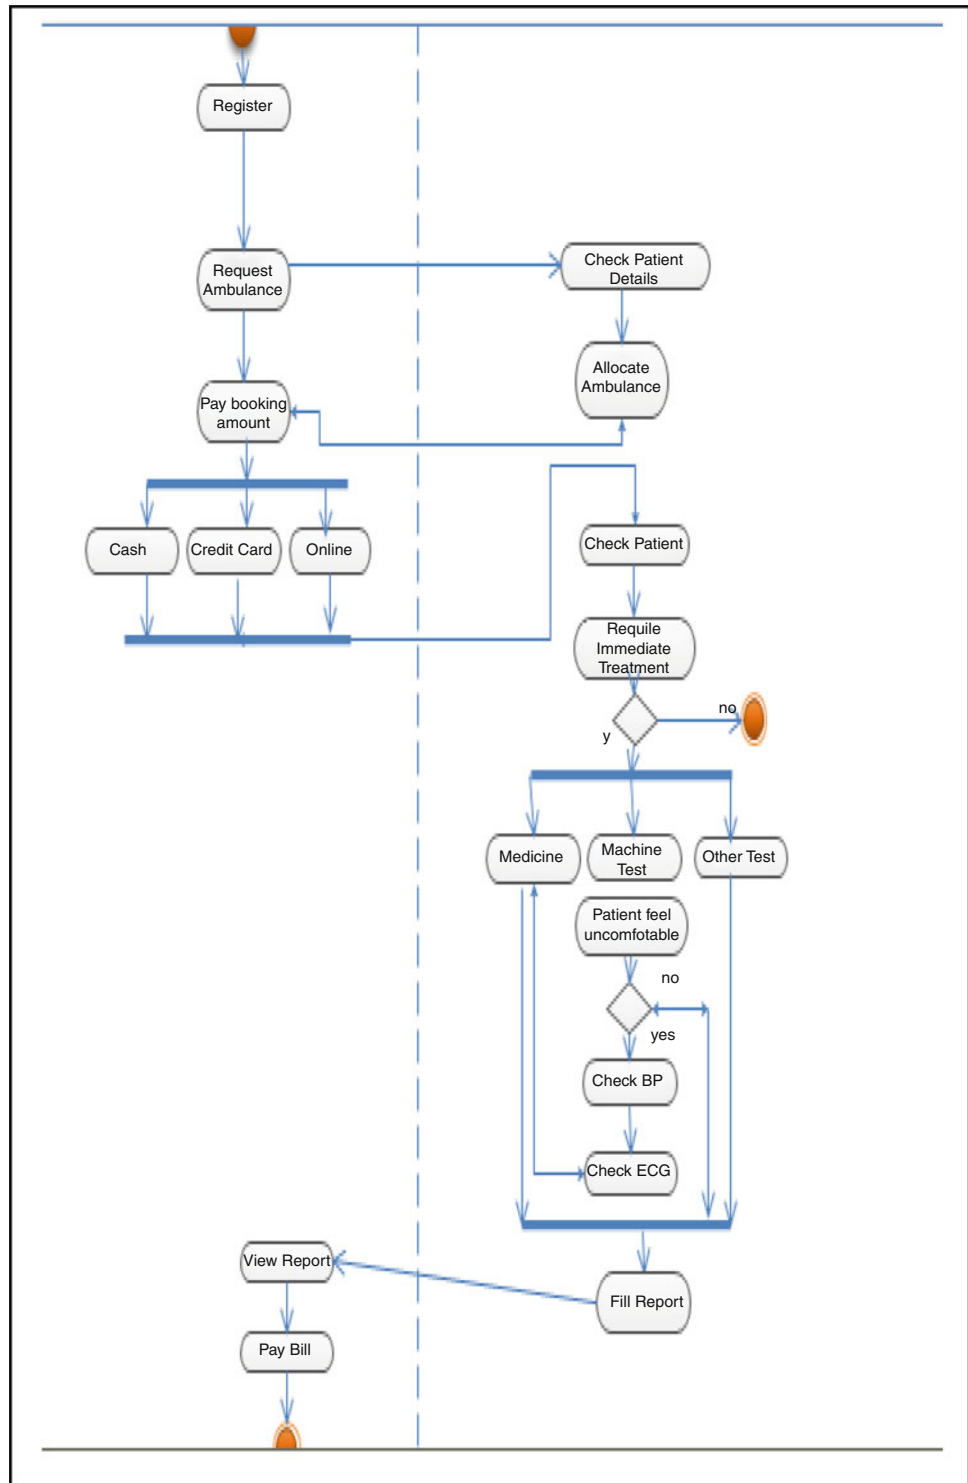 Register
Request
Ambulance
Check Patient
Details
Allocate
Ambulance
Pay booking
amount
Cash
Credit Card
Online
Check Patient
Requile
Immediate
Treatment
no
y
Medicine
Machine
Test
Other Test
Patient feel
uncomfotable
no
yes
Check BP
Check ECG
View Report
Fill Report
Pay Bill